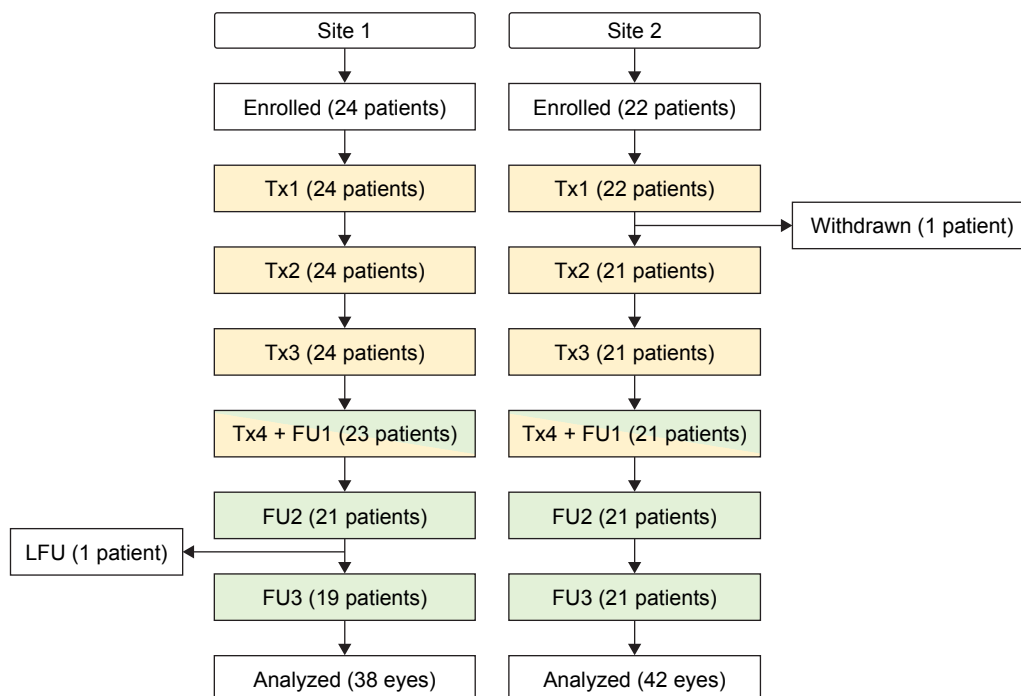 Site 1
Site 2
Enrolled (24 patients)
Enrolled (22 patients)
Tx1 (24 patients)
Tx1 (22 patients)
Withdrawn (1 patient)
Tx2 (24 patients)
Tx2 (21 patients)
Tx3 (24 patients)
Tx3 (21 patients)
Tx4 + FU1 (23 patients)
Tx4 + FU1 (21 patients)
FU2 (21 patients)
FU2 (21 patients)
LFU (1 patient)
FU3 (19 patients)
FU3 (21 patients)
Analyzed (38 eyes)
Analyzed (42 eyes)